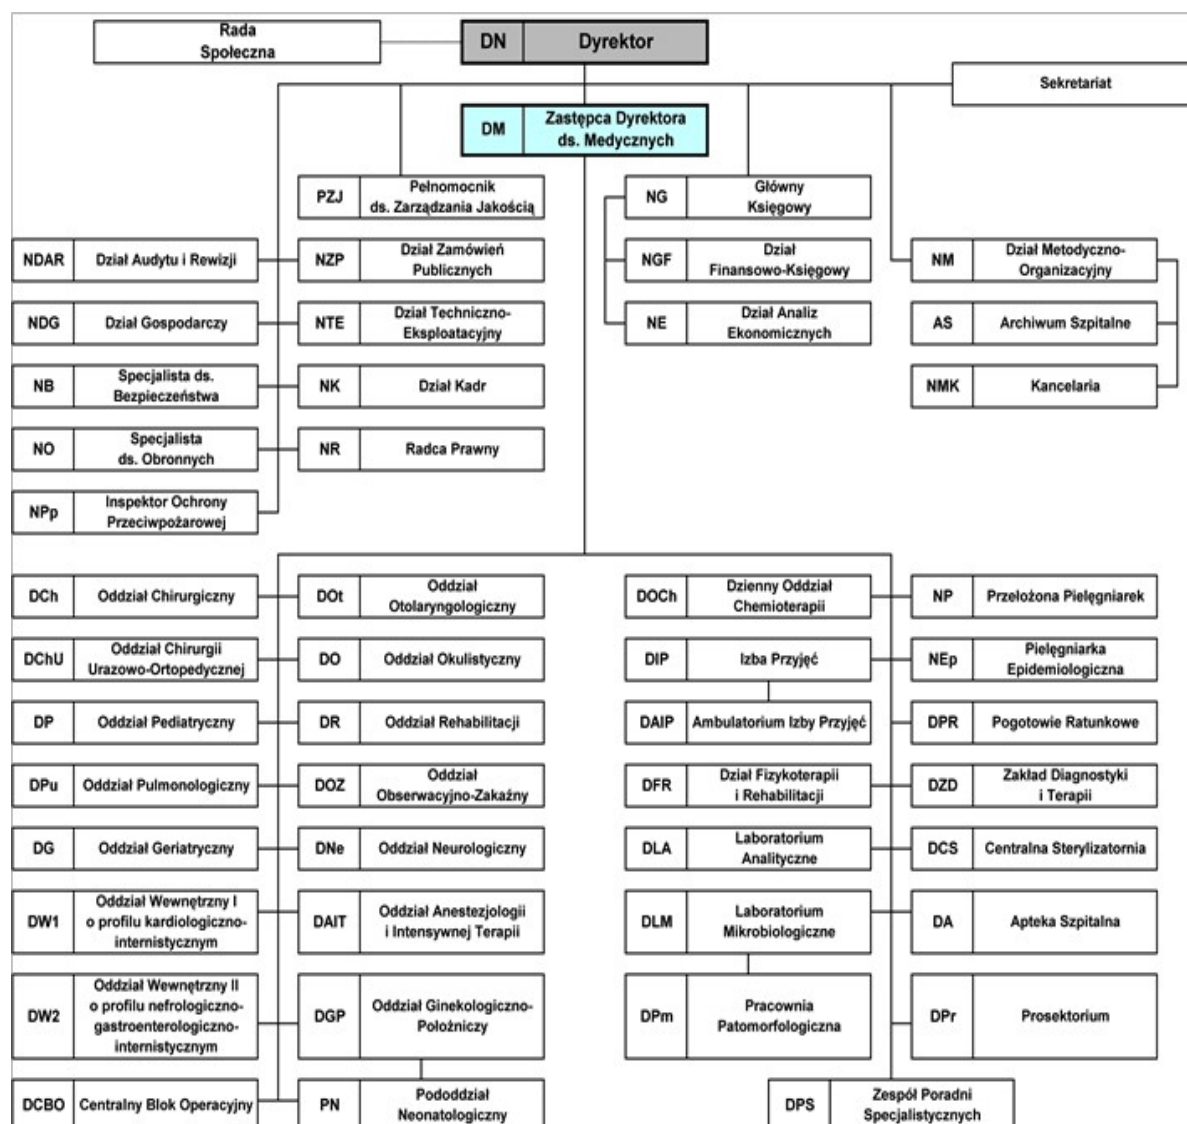 Rada
Społeczna
DN
Dyrektor
Sekretariat
DM
Zastępca Dyrektora
ds. Medycznych
PZJ
Pełnomocnik
ds. Zarządzania Jakością
NG
Główny
Księgowy
NDAR
Dział Audytu i Rewizji
NZP
Dział Zamówień
Publicznych
NGF
Dział
Finansowo-Księgowy
NM
Dział Metodyczno-
Organizacyjny
NDG
Dział Gospodarczy
NTE
Dział Techniczno-
Eksploatacyjny
NE
Dział Analiz
Ekonomicznych
AS
Archiwum Szpitalne
NB
Specjalista ds.
Bezpieczeństwa
NK
Dział Kadr
NMK
Kancelaria
NO
Specjalista
ds. Obronnych
NR
Radca Prawny
NPp
Inspektor Ochrony
Przeciwpożarowej
DCh
Oddział Chirurgiczny
DOt
Oddział
Otolaryngologiczny
DOCh
Dzienny Oddział
Chemioterapii
NP
Przełożona Pielęgniarek
DChU
Oddział Chirurgii
Urazowo-Ortopedycznej
DO
Oddział Okulistyczny
DIP
Izba Przyjęć
NEp
Pielęgniarka
Epidemiologiczna
DP
Oddział Pediatryczny
DR
Oddział Rehabilitacji
DAIP
Ambulatorium Izby Przyjęć
DPR
Pogotowie Ratunkowe
DPu
Oddział Pulmonologiczny
DOZ
Oddział
Obserwacyjno-Zakaźny
DFR
Dział Fizykoterapii
i Rehabilitacji
DZD
Zakład Diagnostyki
i Terapii
DG
Oddział Geriatryczny
DNe
Oddział Neurologiczny
DLA
Laboratorium
Analityczne
DCS
Centralna Sterylizatornia
DW1
Oddział Wewnętrzny I
o profilu kardiologiczno-
internistycznym
DAIT
Oddział Anestezjologii
i Intensywnej Terapii
DLM
Laboratorium
Mikrobiologiczne
DA
Apteka Szpitalna
DW2
Oddział Wewnętrzny II
o profilu nefrologiczno-
gastroenterologiczno-
internistycznym
DGP
Oddział Ginekologiczno-
Położniczy
DPm
Pracownia
Patomorfologiczna
DPr
Prosektorium
DCBO
Centralny Blok Operacyjny
PN
Pododdział
Neonatologiczny
DPS
Zespół Poradni
Specjalistycznych